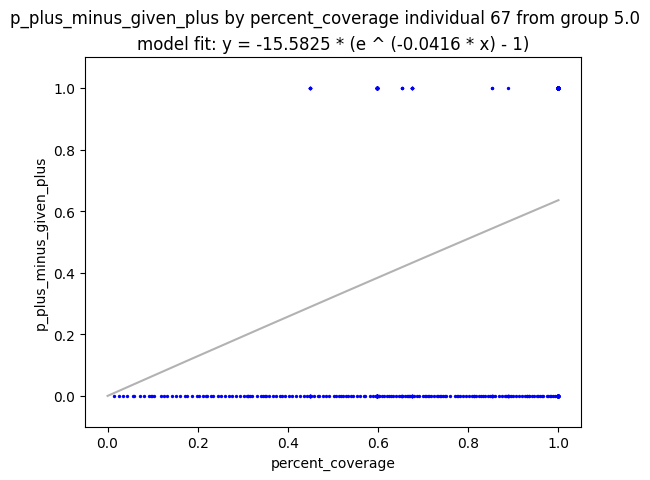 p_plus_minus_given_plus by percent_coverage individual 67 from group 5.0
model fit: y = -15.5825 * (e ^ (-0.0416 * x) - 1)
1.0
0.8
0.6
0.4
0.2
0.0
p_plus_minus_given_plus
0.0 0.2 0.4 0.6 0.8 1.0
percent_coverage